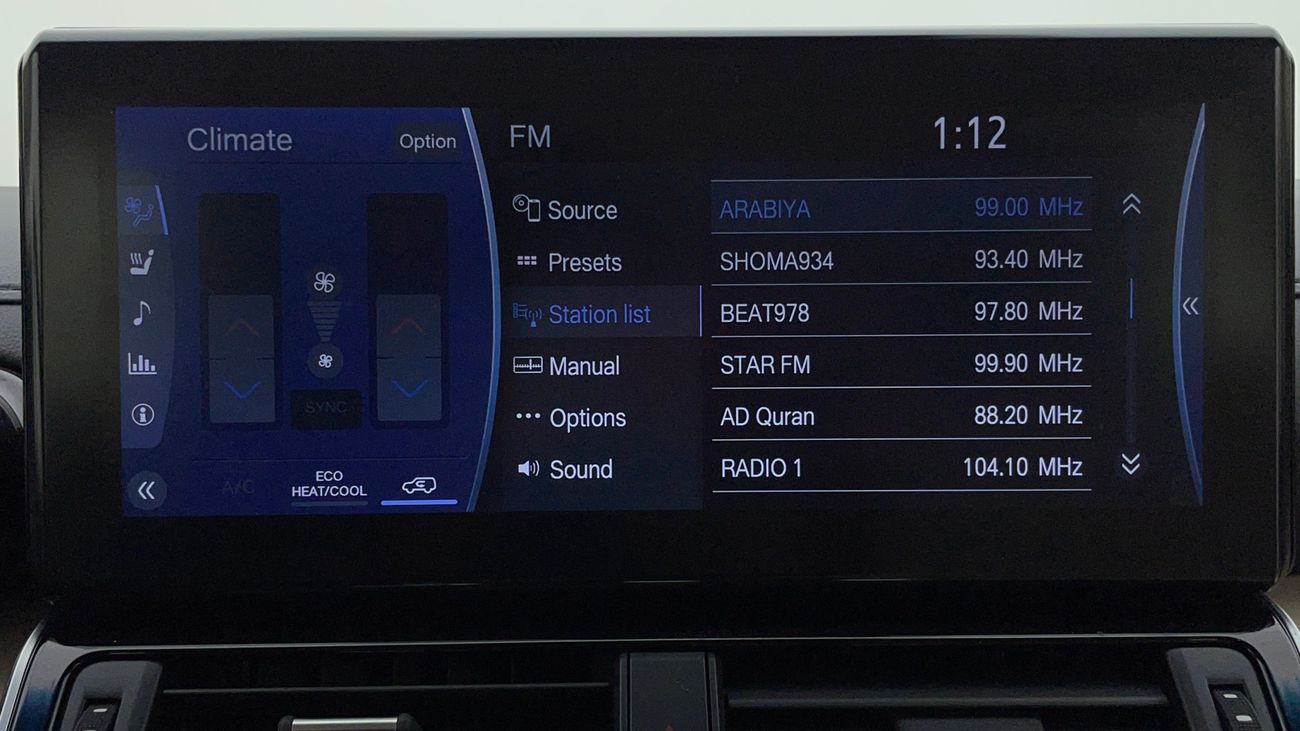 Climate
Option
SYNC
A/C
ECO
HEAT/COOL
FM
1:12
Source
Presets
Station list
Manual
Options
Sound
ARABIYA 99.00 MHz
SHOMA934 93.40 MHz
BEAT978 97.80 MHz
STAR FM 99.90 MHz
AD Quran 88.20 MHz
RADIO 1 104.10 MHz